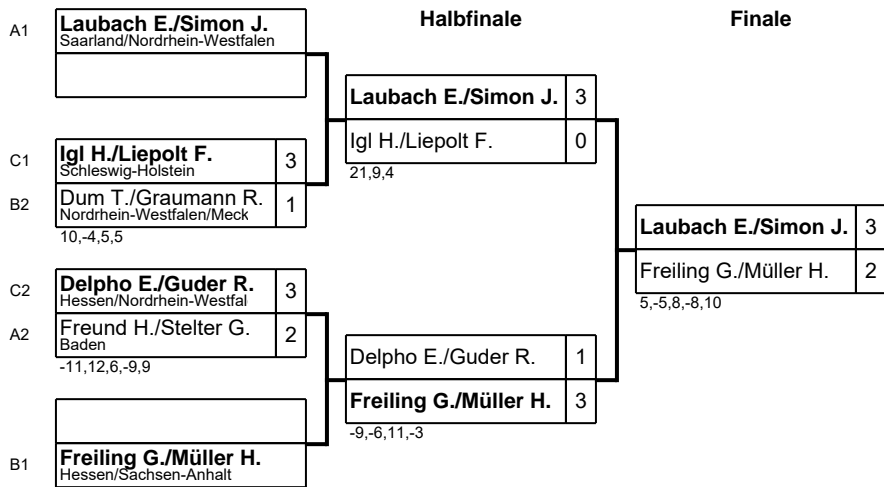 Halbfinale
Finale
A1
Laubach E./Simon J.
Saarland/Nordrhein-Westfalen
C1
Igl H./Liepolt F.
3
Schleswig-Holstein
B2
Dum T./Graumann R.
1
Nordrhein-Westfalen/Meck
10,-4,5,5
C2
Delpho E./Guder R.
3
Hessen/Nordrhein-Westfal
A2
Freund H./Stelter G.
2
Baden
-11,12,6,-9,9
B1
Freiling G./Müller H.
Hessen/Sachsen-Anhalt
Laubach E./Simon J.
3
Igl H./Liepolt F.
0
21,9,4
Delpho E./Guder R.
1
Freiling G./Müller H.
3
-9,-6,11,-3
Laubach E./Simon J.
3
Freiling G./Müller H.
2
5,-5,8,-8,10